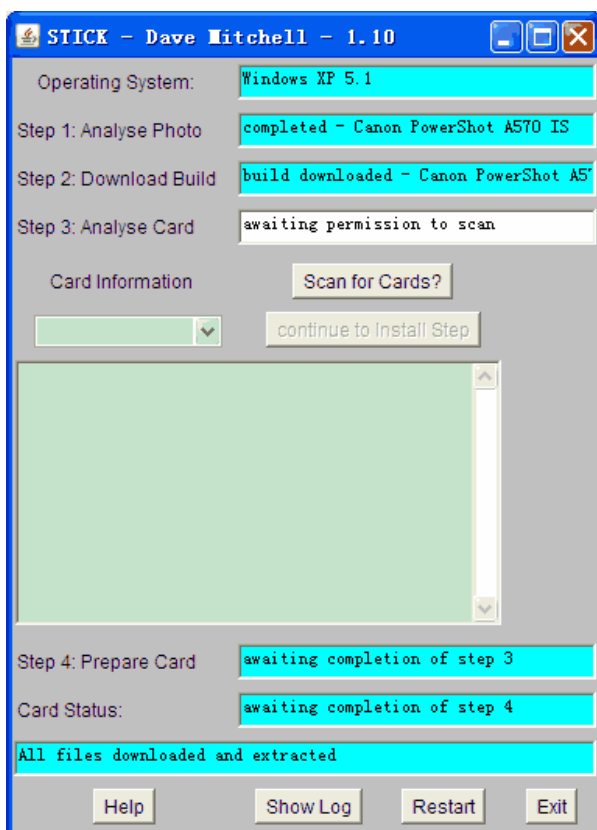 STICK - Dave Mitchell - 1.10
Operating System: Windows XP 5.1
Step 1: Analyse Photo completed - Canon PowerShot A570 IS
Step 2: Download Build build downloaded - Canon PowerShot A57
Step 3: Analyse Card awaiting permission to scan
Card Information Scan for Cards?
continue to Install Step
Step 4: Prepare Card awaiting completion of step 3
Card Status: awaiting completion of step 4
All files downloaded and extracted
Help Show Log Restart Exit